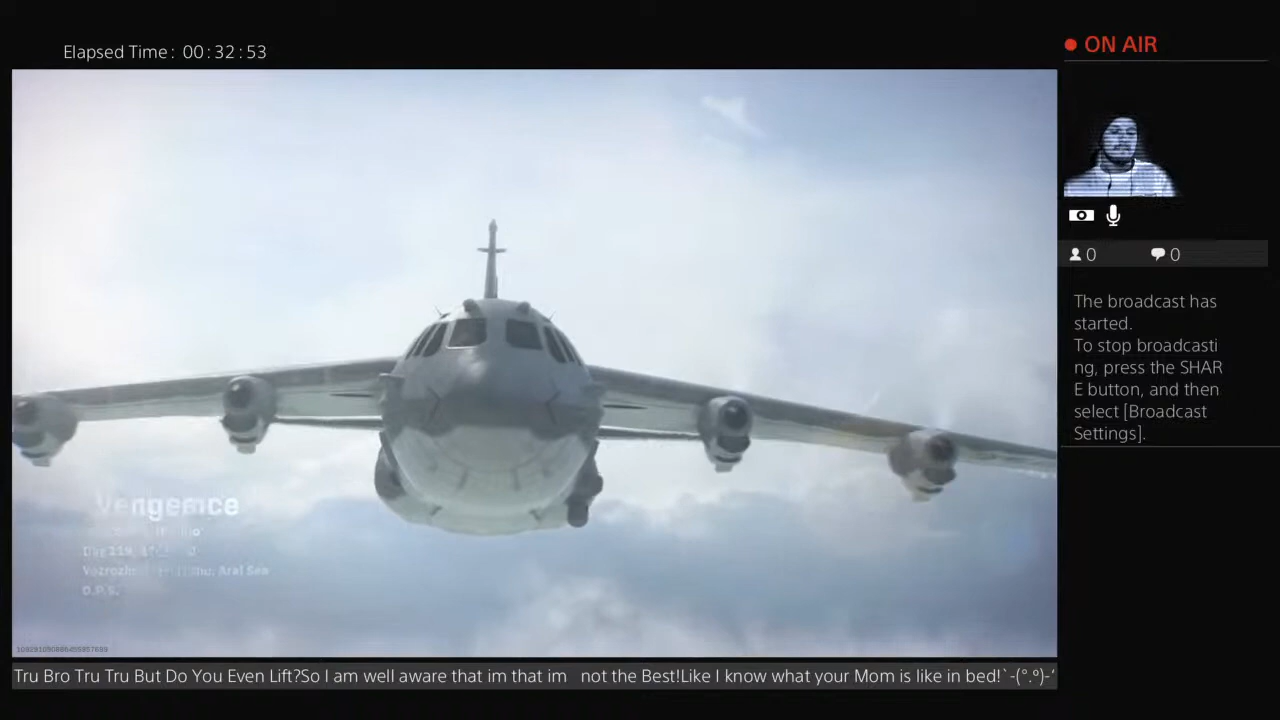 Elapsed Time: 00:32:53
ON AIR
0
0
The broadcast has
started.
To stop broadcasti
ng, press the SHAR
E button, and then
select [Broadcast
Settings].
Aral Sea
O.P.S.
Tru Bro Tru Tru But Do You Even Lift?So I am well aware that im that im not the Best!Like I know what your Mom is like in bed!`-(°.º)-‘